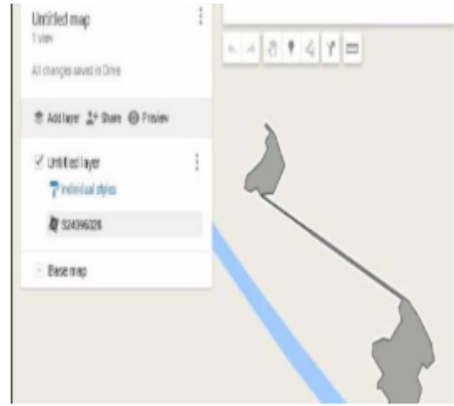 Untitled map
1 view
All changes saved in Drive
Add layer Share Preview
Untitled layer
Individual styles
S24396326
Base map